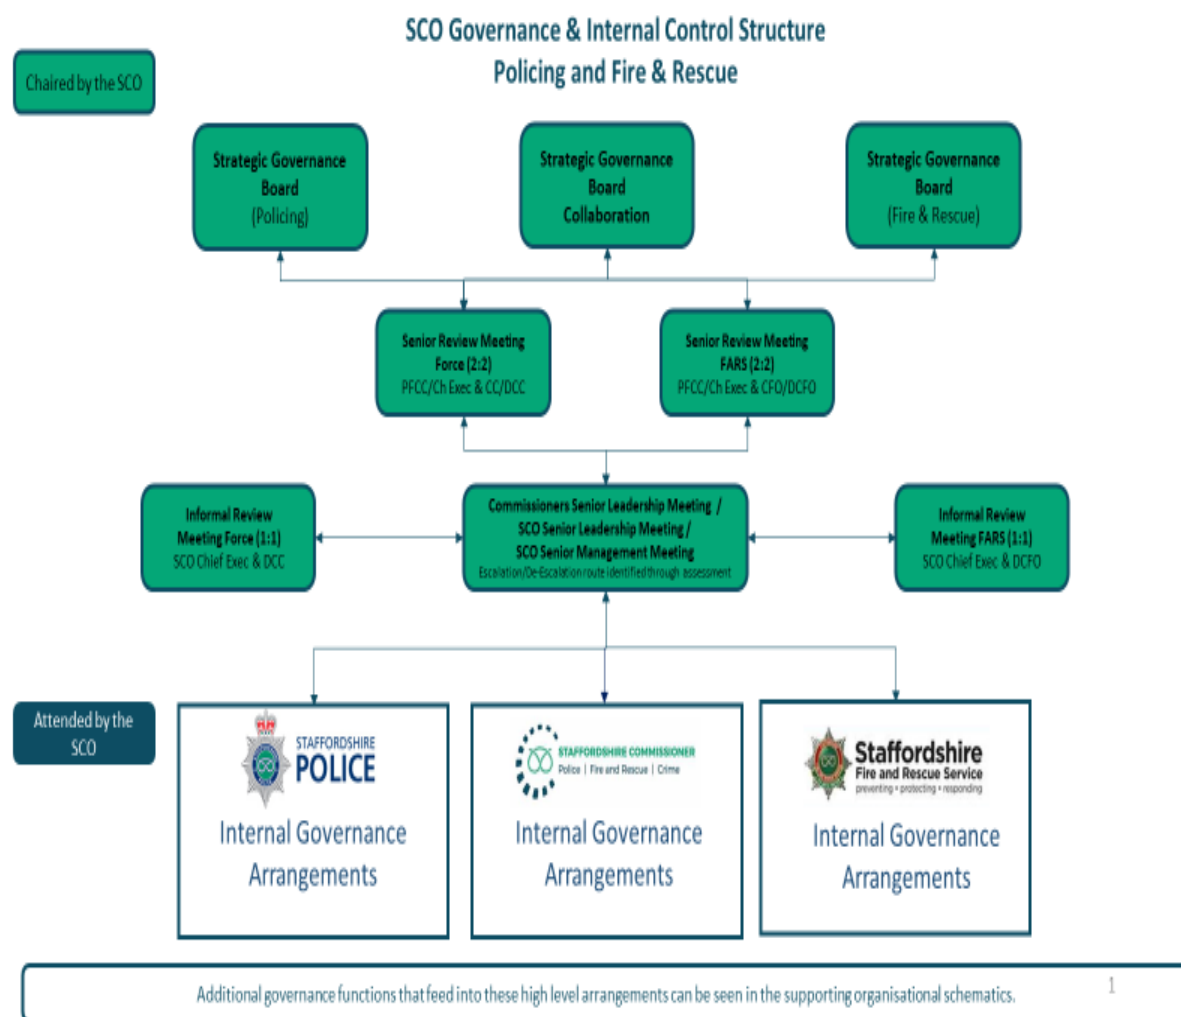 SCO Governance & Internal Control Structure
Policing and Fire & Rescue
Chaired by the SCO
Strategic Governance
Board
(Policing)
Strategic Governance
Board
Collaboration
Strategic Governance
Board
(Fire & Rescue)
Senior Review Meeting
Force (2:2)
PFCC/Ch Exec & CC/DCC
Senior Review Meeting
FARS (2:2)
PFCC/Ch Exec & CFO/DCFO
Informal Review
Meeting Force (1:1)
SCO Chief Exec & DCC
Commissioners Senior Leadership Meeting /
SCO Senior Leadership Meeting /
SCO Senior Management Meeting
Escalation/De-Escalation route identified through assessment
Informal Review
Meeting FARS (1:1)
SCO Chief Exec & DCFO
Attended by the
SCO
STAFFORDSHIRE
POLICE
Internal Governance
Arrangements
STAFFORDSHIRE COMMISSIONER
Police | Fire and Rescue | Crime
Internal Governance
Arrangements
Staffordshire
Fire and Rescue Service
preventing • protecting • responding
Internal Governance
Arrangements
Additional governance functions that feed into these high level arrangements can be seen in the supporting organisational schematics.
1